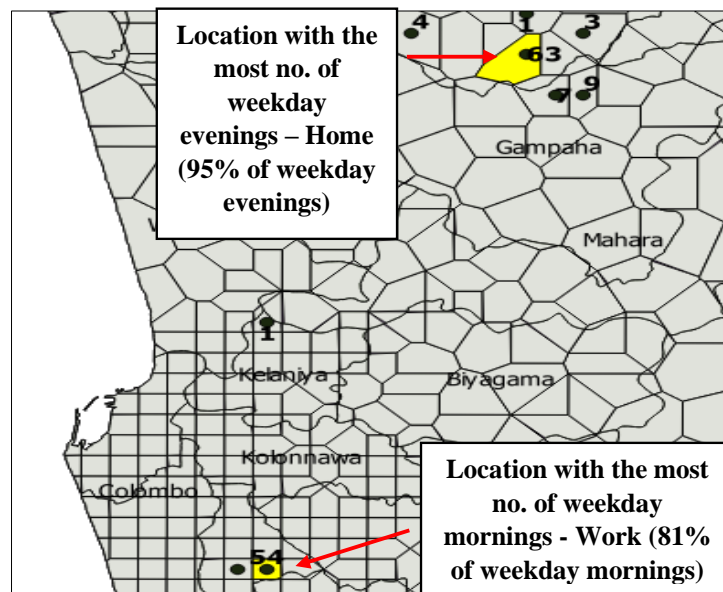 4
1
3
Location with the
most no. of
weekday
evenings – Home
(95% of weekday
evenings)
63
7
9
Gampaha
Mahara
1
Kelaniya
Biyagama
Kolonnawa
Colombo
Location with the most
no. of weekday
mornings - Work (81%
of weekday mornings)
54